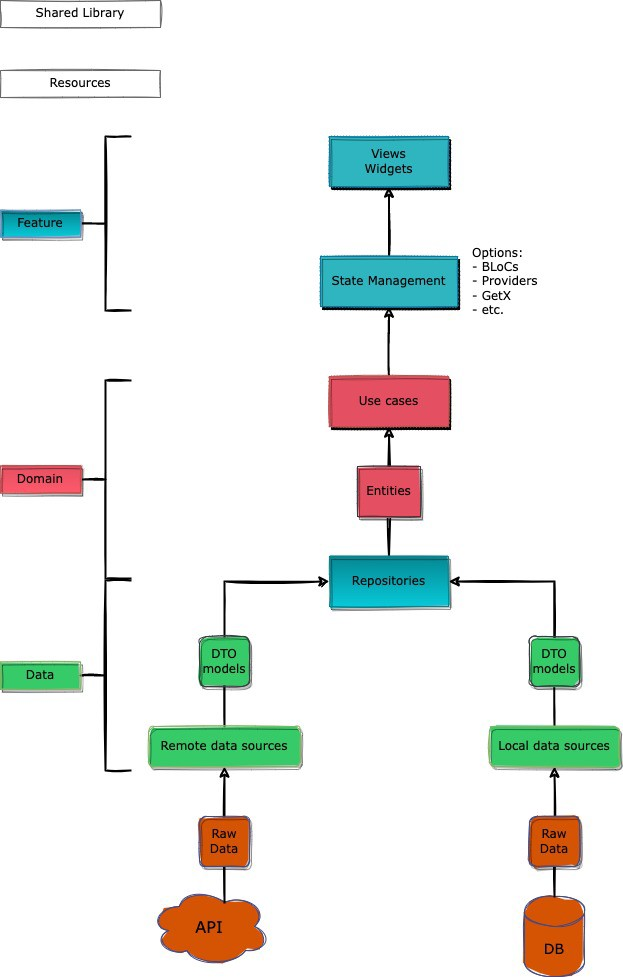 Shared Library
Resources
Views
Widgets
Feature
State Management
Options:
- BLoCs
- Providers
- GetX
- etc.
Use cases
Domain
Entities
Repositories
DTO
models
DTO
models
Data
Remote data sources
Local data sources
Raw
Data
Raw
Data
API
DB